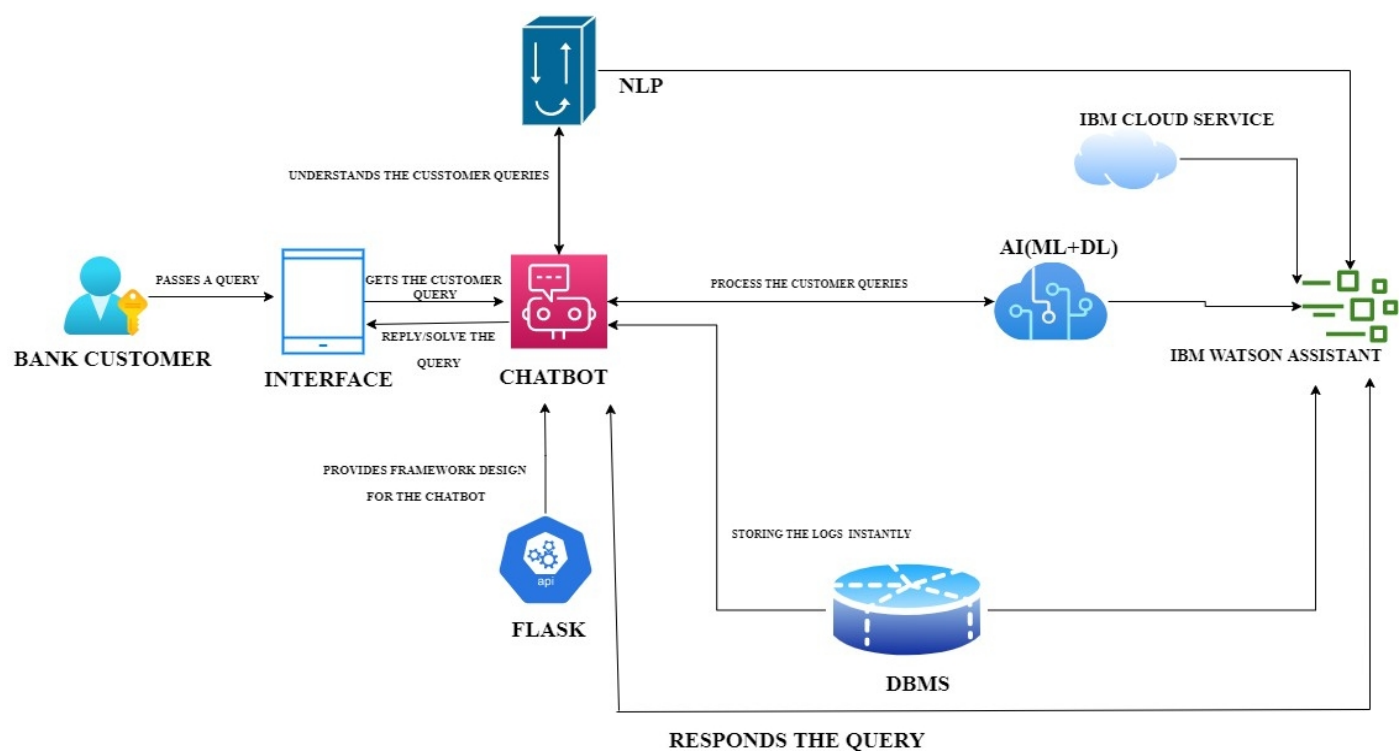 NLP
IBM CLOUD SERVICE
UNDERSTANDS THE CUSSTOMER QUERIES
AI(ML+DL)
PASSES A QUERY
GETS THE CUSTOMER
QUERY
PROCESS THE CUSTOMER QUERIES
REPLY/SOLVE THE
QUERY
BANK CUSTOMER
INTERFACE
CHATBOT
IBM WATSON ASSISTANT
PROVIDES FRAMEWORK DESIGN
FOR THE CHATBOT
STORING THE LOGS INSTANTLY
api
FLASK
DBMS
RESPONDS THE QUERY